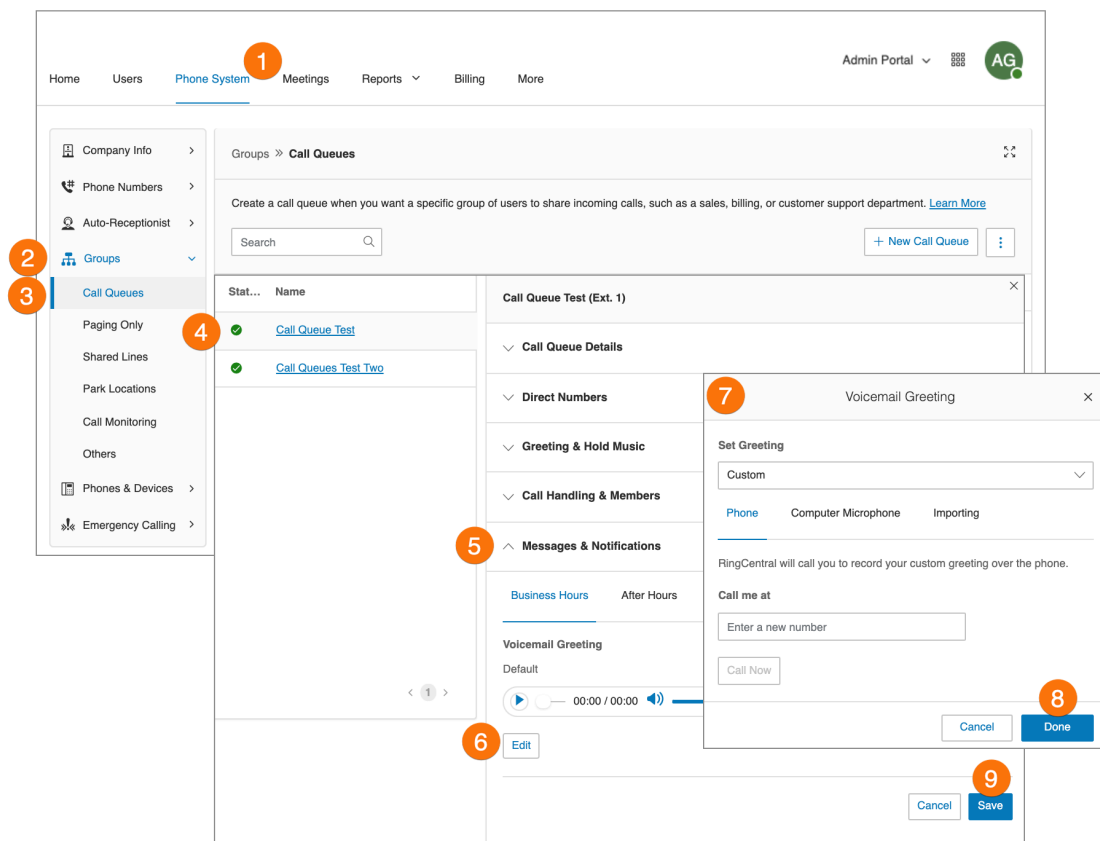 1
Admin Portal
AG
Home Users Phone System Meetings Reports Billing More
Company Info
Phone Numbers
Auto-Receptionist
2 Groups
3 Call Queues
Paging Only
Shared Lines
Park Locations
Call Monitoring
Others
Phones & Devices
Emergency Calling
Groups » Call Queues
Create a call queue when you want a specific group of users to share incoming calls, such as a sales, billing, or customer support department. Learn More
Search
+ New Call Queue
Stat... Name
4 Call Queue Test
Call Queues Test Two
< 1 >
Call Queue Test (Ext. 1)
Call Queue Details
Direct Numbers
Greeting & Hold Music
Call Handling & Members
5 Messages & Notifications
Business Hours After Hours
Voicemail Greeting
Default
00:00 / 00:00
6 Edit
9
Cancel Save
7 Voicemail Greeting
Set Greeting
Custom
Phone Computer Microphone Importing
RingCentral will call you to record your custom greeting over the phone.
Call me at
Enter a new number
Call Now
8
Cancel Done